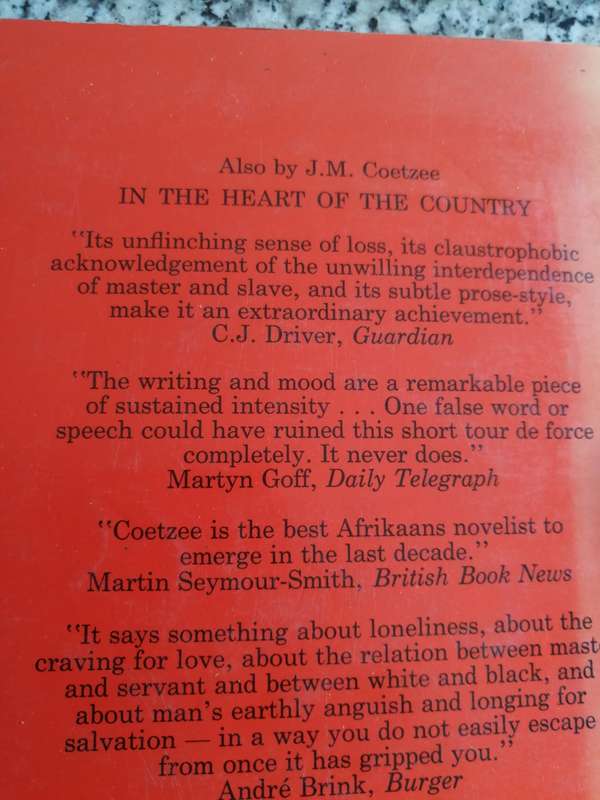 Also by J.M. Coetzee
IN THE HEART OF THE COUNTRY
"Its unflinching sense of loss, its claustrophobic
acknowledgement of the unwilling interdependence
of master and slave, and its subtle prose-style,
make it an extraordinary achievement."
C.J. Driver, Guardian
"The writing and mood are a remarkable piece
of sustained intensity . . . One false word or
speech could have ruined this short tour de force
completely. It never does."
Martyn Goff, Daily Telegraph
"Coetzee is the best Afrikaans novelist to
emerge in the last decade."
Martin Seymour-Smith, British Book News
"It says something about loneliness, about the
craving for love, about the relation between mast
and servant and between white and black, and
about man's earthly anguish and longing for
salvation — in a way you do not easily escape
from once it has gripped you."
André Brink, Burger